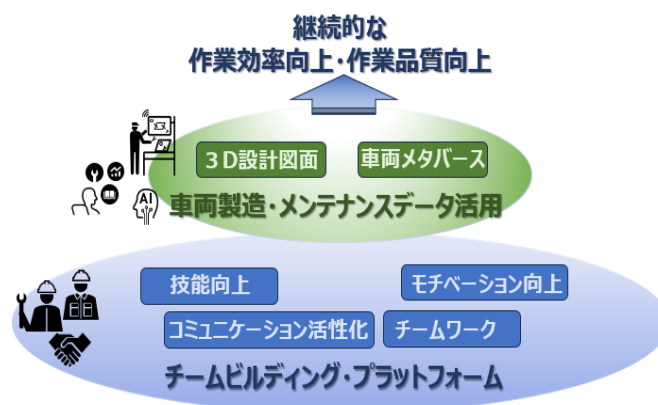 継続的な
作業効率向上・作業品質向上
3D設計図面
車両メタバース
AI
車両製造・メンテナンスデータ活用
技能向上
モチベーション向上
コミュニケーション活性化
チームワーク
チームビルディング・プラットフォーム